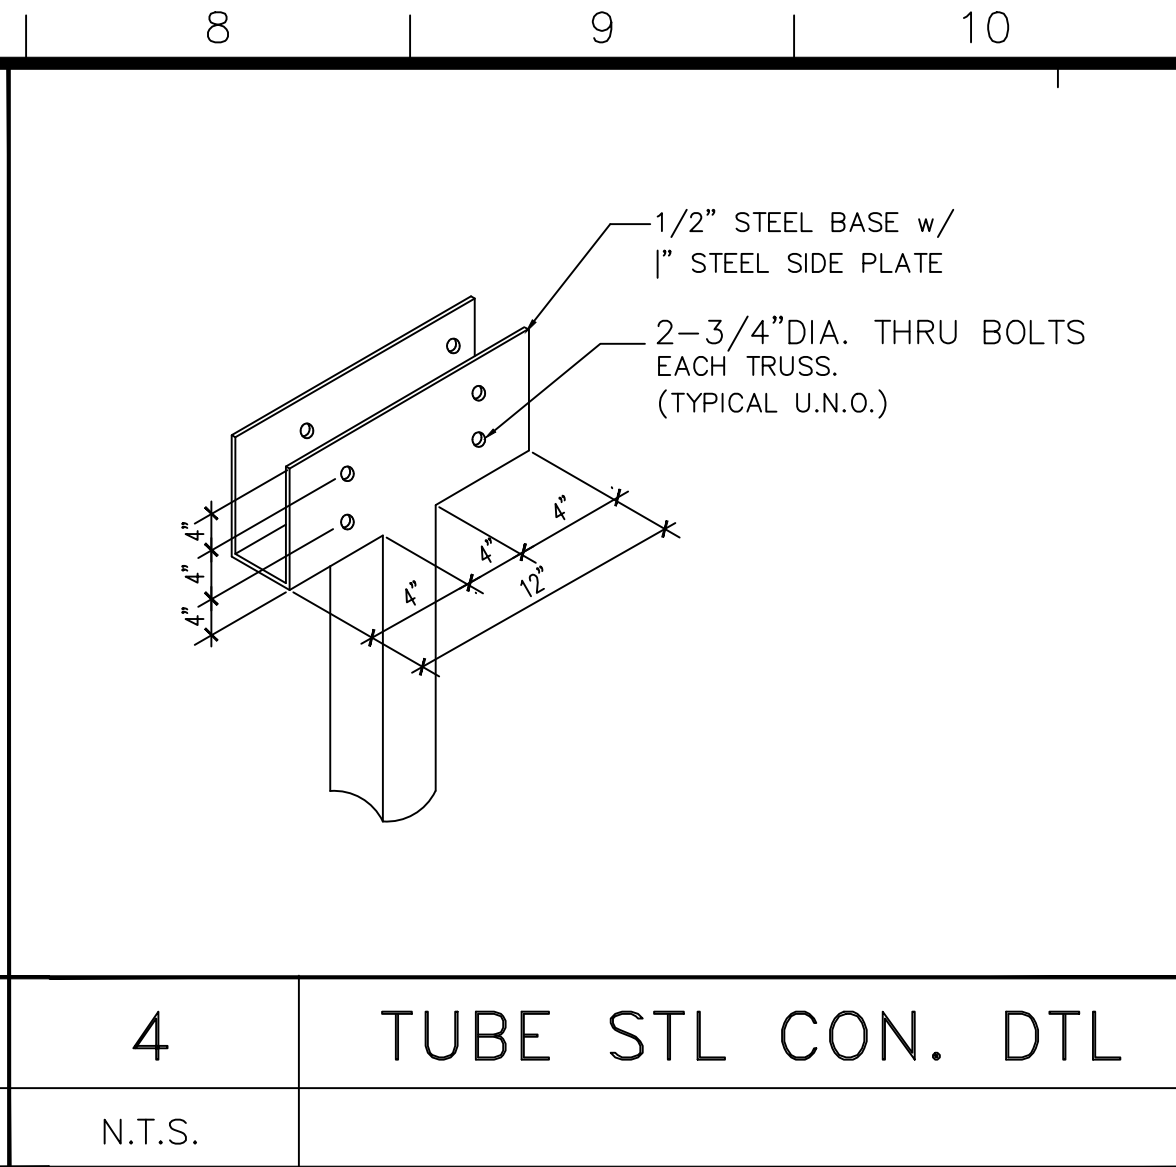 8 9 10
1/2" STEEL BASE w/
|" STEEL SIDE PLATE
2-3/4"DIA. THRU BOLTS
EACH TRUSS.
(TYPICAL U.N.O.)
4"
4"
4"
4"
4"
4"
12"
4 TUBE STL CON. DTL
N.T.S.